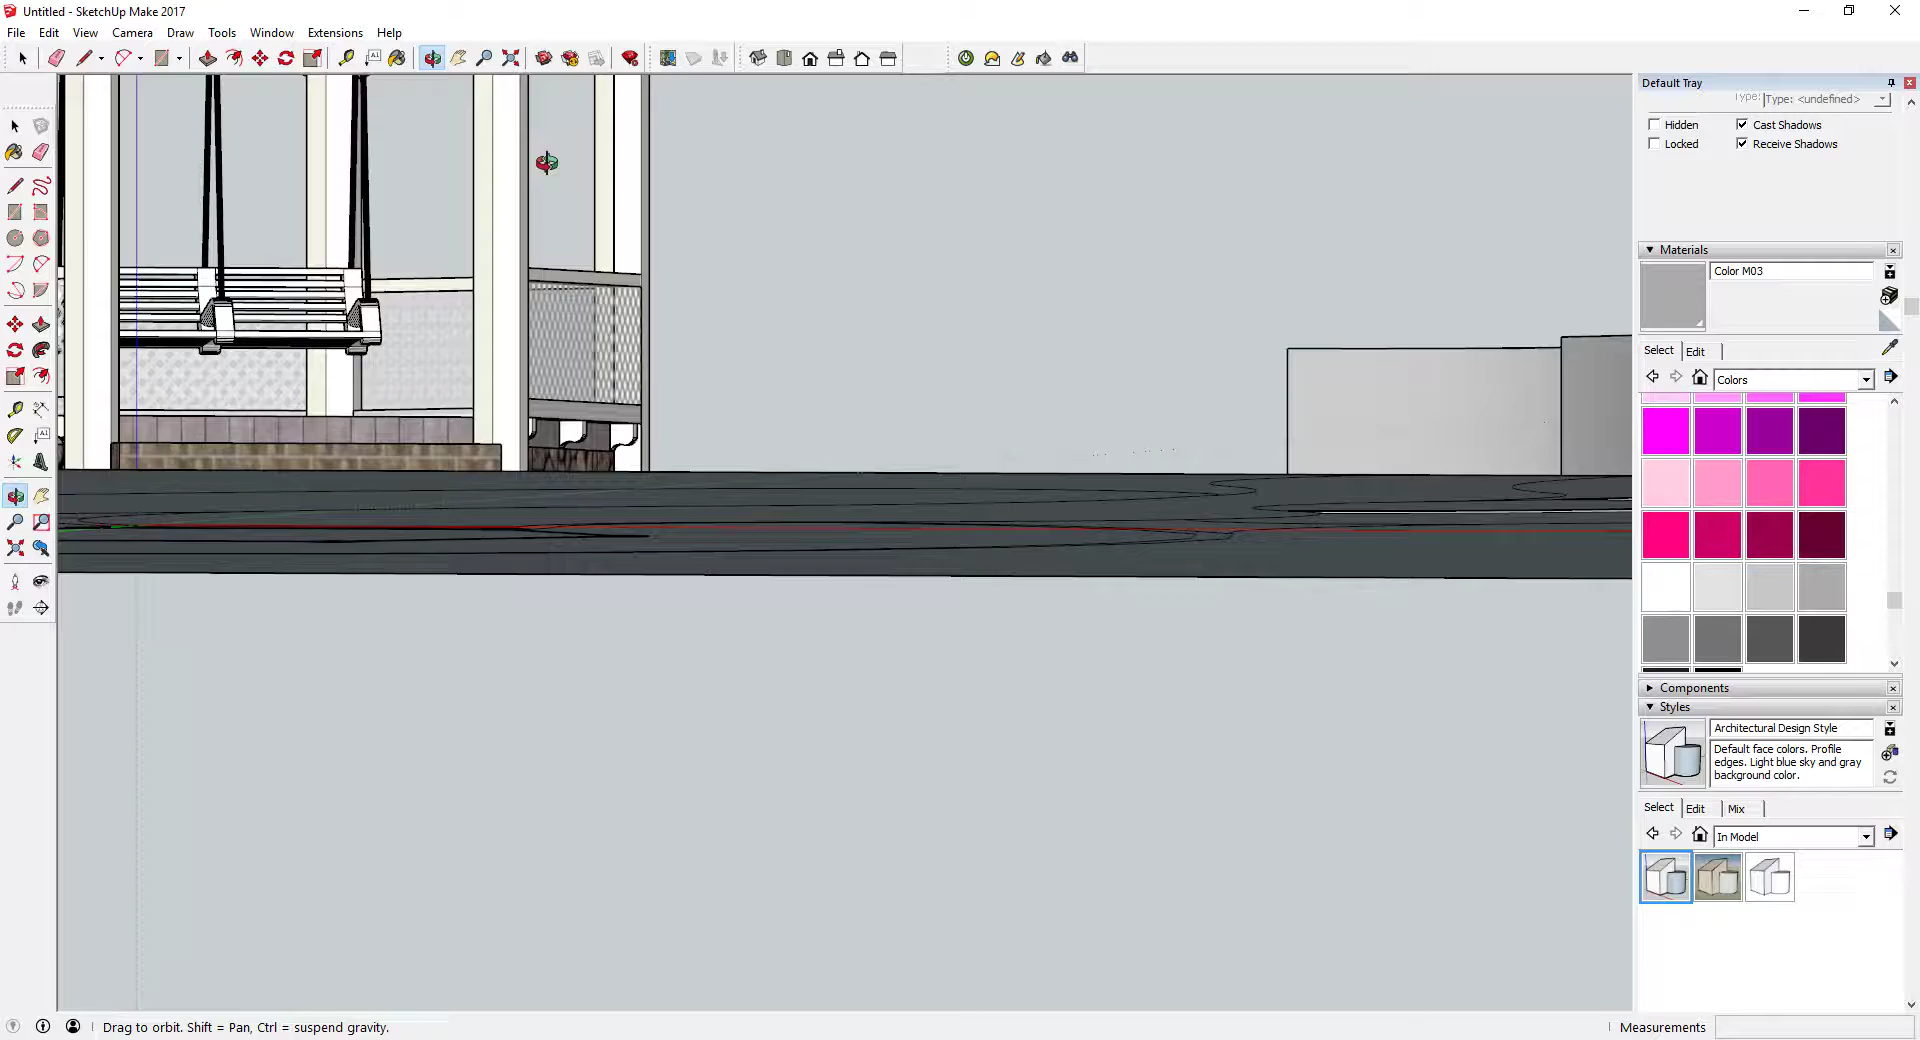 Untitled - SketchUp Make 2017
File Edit View Camera Draw Tools Window Extensions Help
Default Tray
Type: Type: <undefined>
Hidden Cast Shadows
Locked Receive Shadows
Materials
Color M03
Select Edit
Colors
Components
Styles
Architectural Design Style
Default face colors. Profile
edges. Light blue sky and gray
background color.
Select Edit Mix
In Model
Drag to orbit. Shift = Pan, Ctrl = suspend gravity.
Measurements